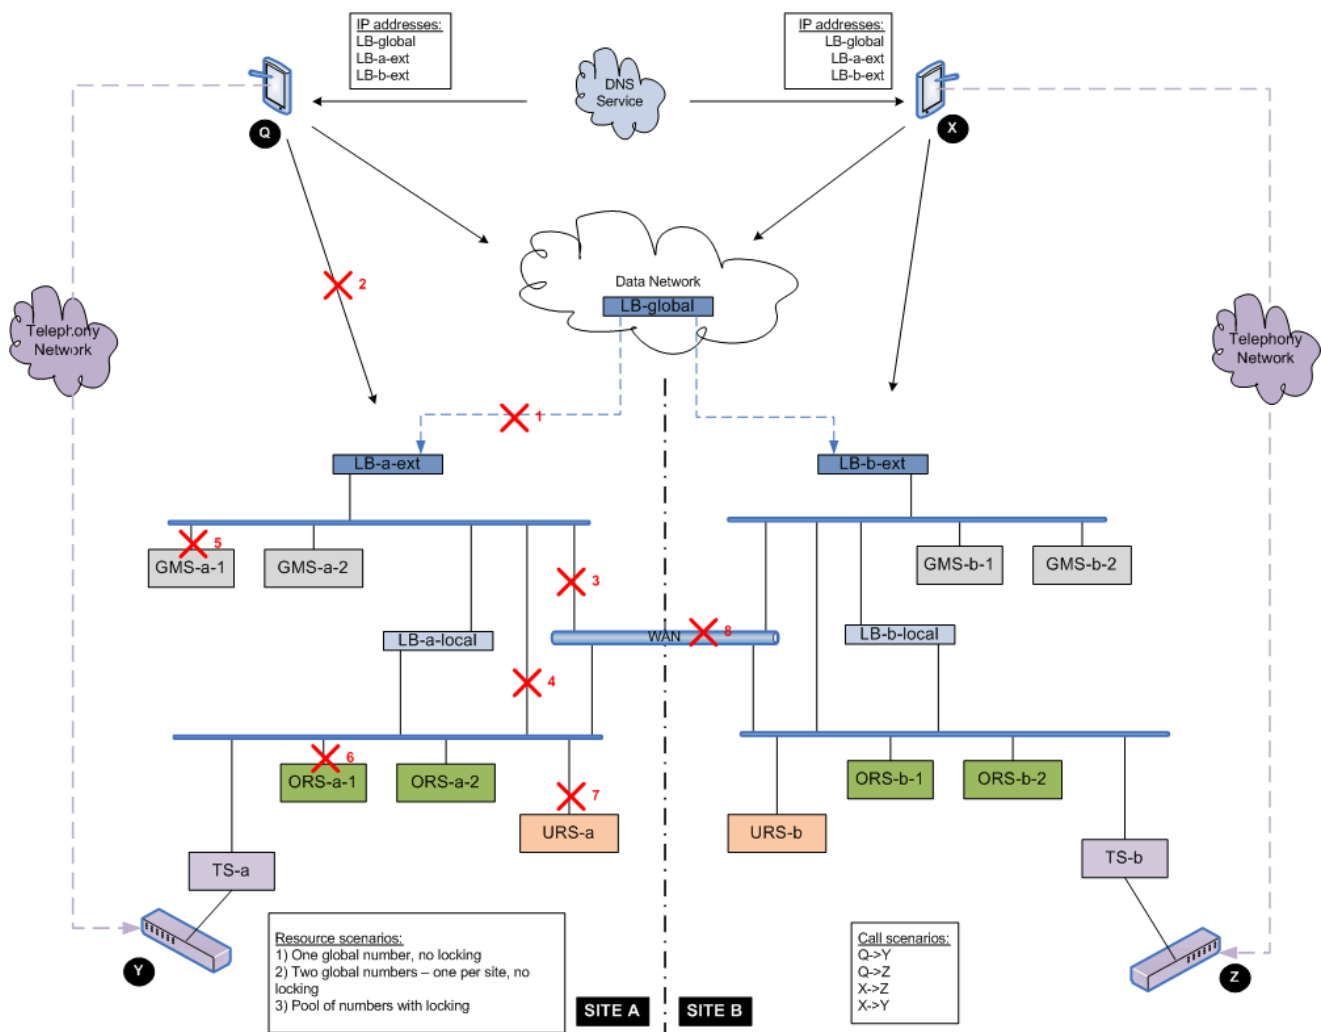 IP addresses:
LB-global
LB-a-ext
LB-b-ext
IP addresses:
LB-global
LB-a-ext
LB-b-ext
DNS
Service
Q
X
Data Network
LB-global
2
Telephony
Network
Telephony
Network
1
LB-a-ext
LB-b-ext
5
GMS-a-1
GMS-a-2
3
GMS-b-1
GMS-b-2
LB-a-local
WAN
8
LB-b-local
4
6
ORS-a-1
ORS-a-2
7
URS-a
ORS-b-1
ORS-b-2
URS-b
TS-a
TS-b
Y
Resource scenarios:
1) One global number, no locking
2) Two global numbers – one per site, no
locking
3) Pool of numbers with locking
SITE A
SITE B
Call scenarios:
Q->Y
Q->Z
X->Z
X->Y
Z